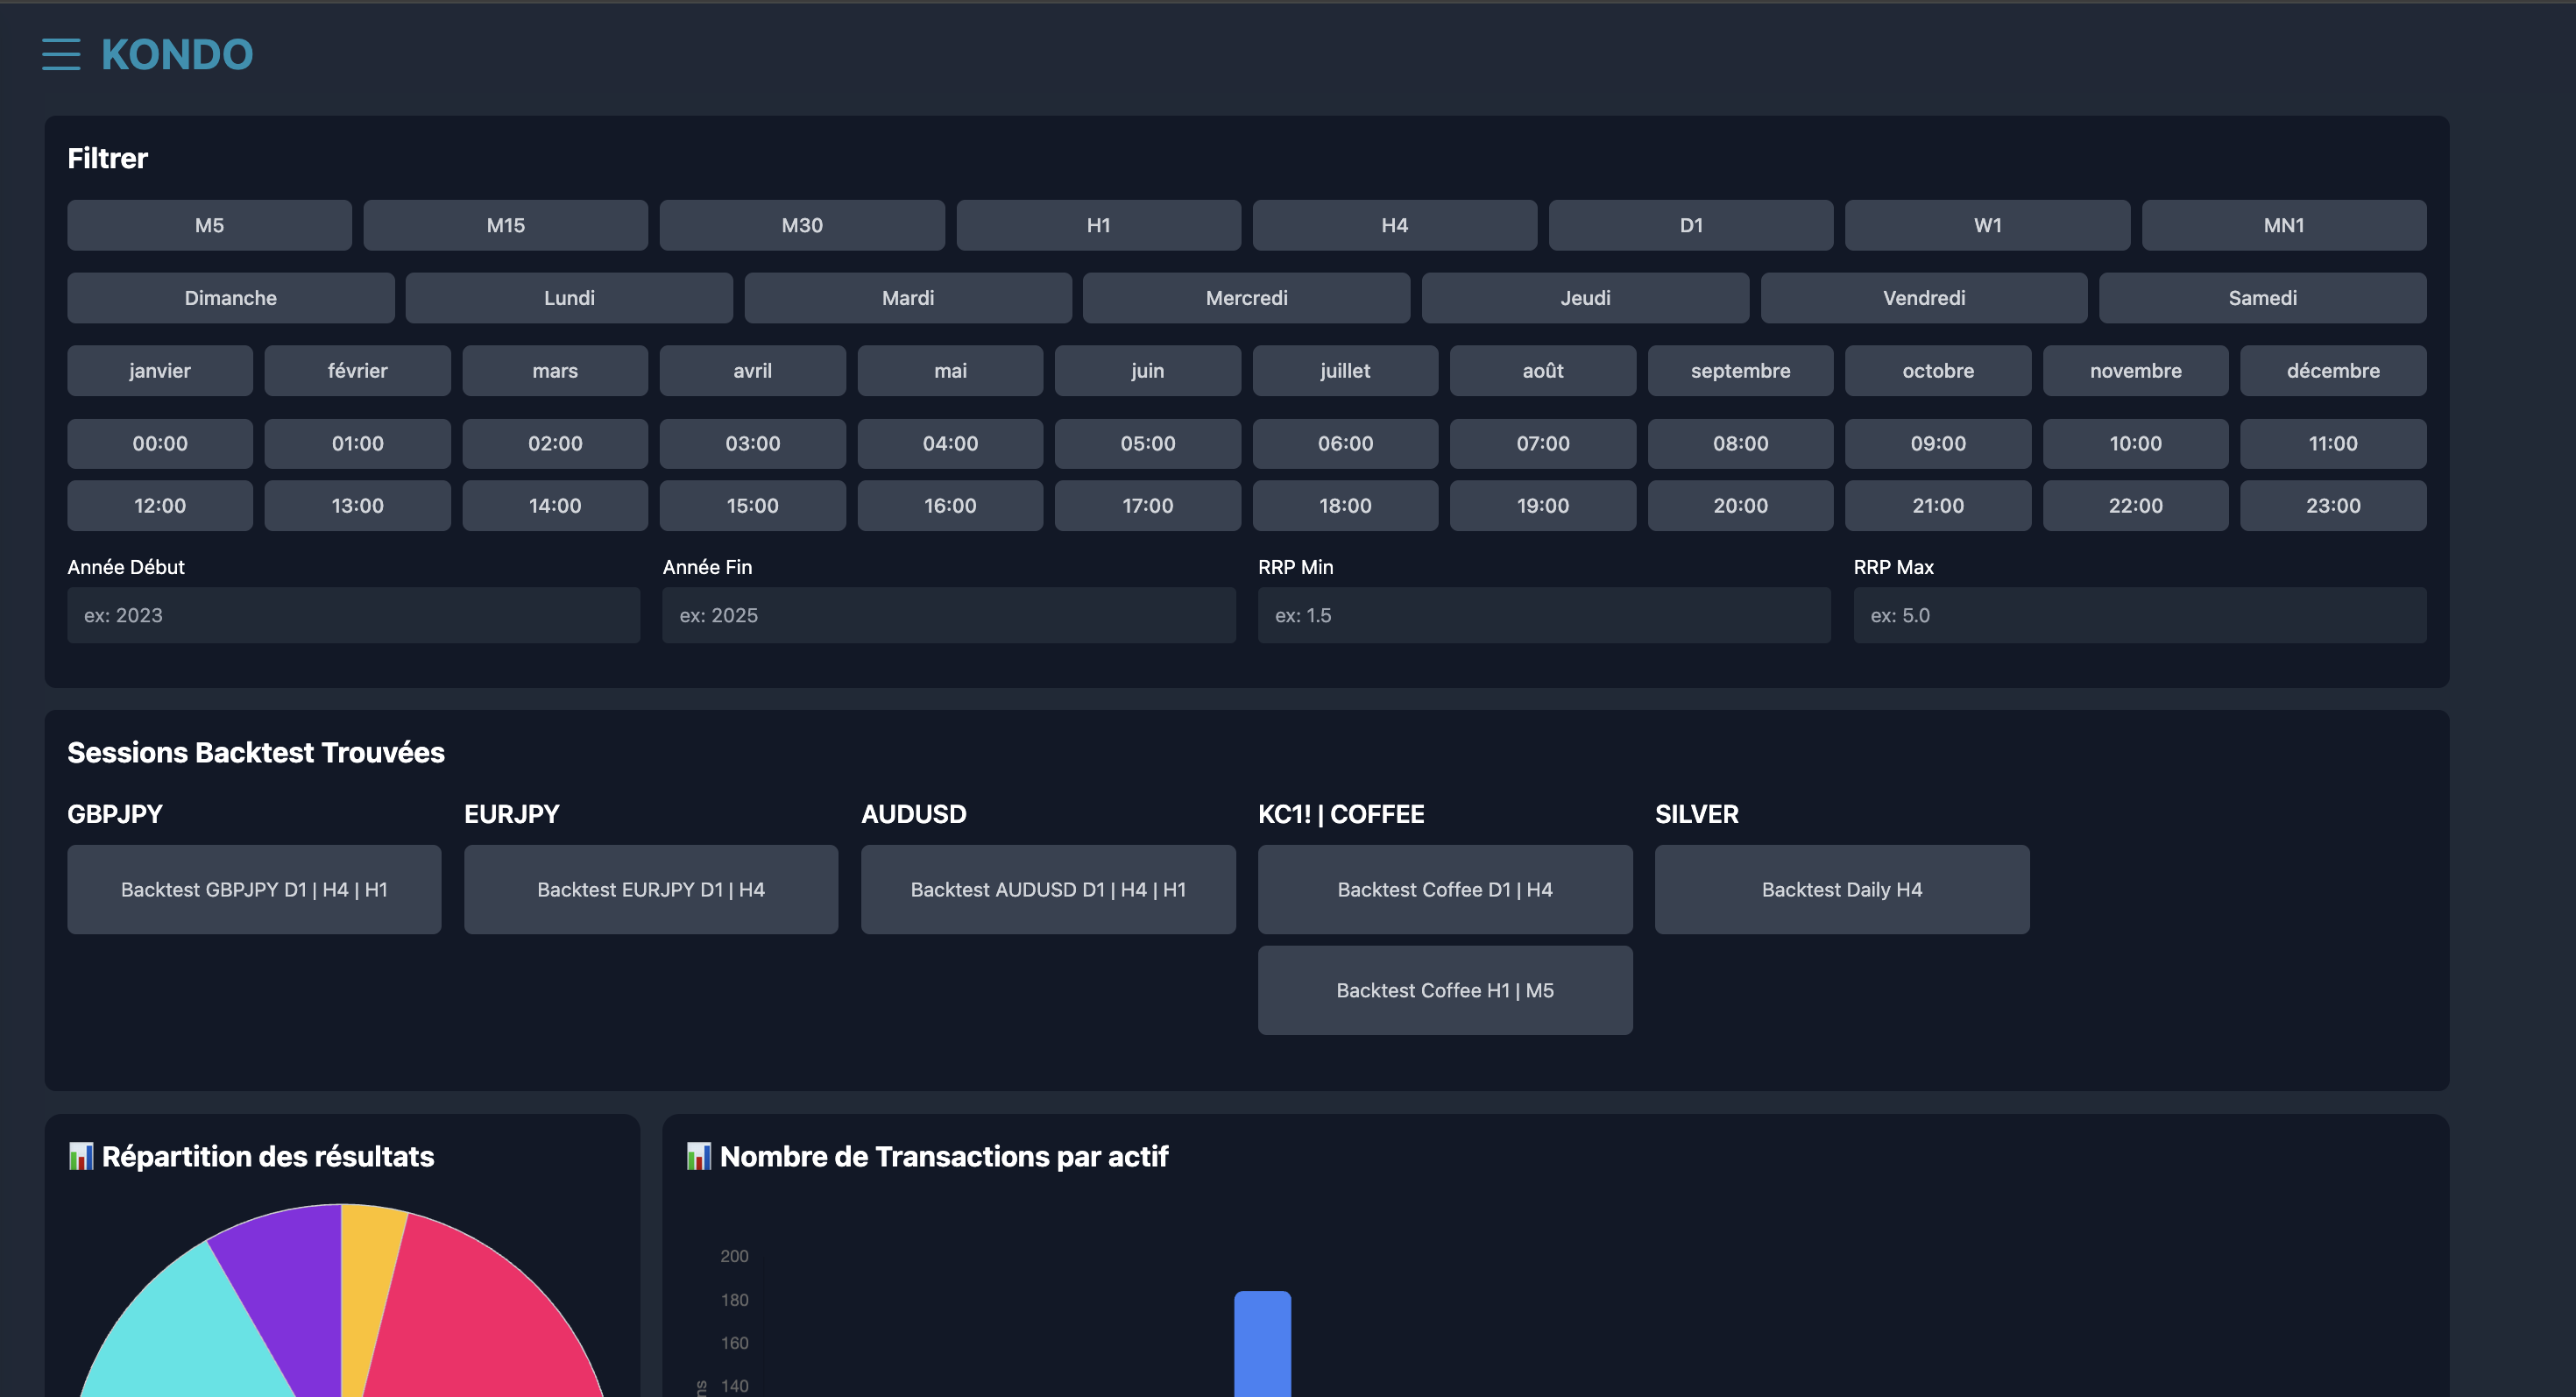 KONDO
Filtrer
M5 M15 M30 H1 H4 D1 W1 MN1
Dimanche Lundi Mardi Mercredi Jeudi Vendredi Samedi
janvier février mars avril mai juin juillet août septembre octobre novembre décembre
00:00 01:00 02:00 03:00 04:00 05:00 06:00 07:00 08:00 09:00 10:00 11:00
12:00 13:00 14:00 15:00 16:00 17:00 18:00 19:00 20:00 21:00 22:00 23:00
Année Début Année Fin RRP Min RRP Max
ex: 2023 ex: 2025 ex: 1.5 ex: 5.0
Sessions Backtest Trouvées
GBPJPY EURJPY AUDUSD KC1! | COFFEE SILVER
Backtest GBPJPY D1 | H4 | H1 Backtest EURJPY D1 | H4 Backtest AUDUSD D1 | H4 | H1 Backtest Coffee D1 | H4 Backtest Daily H4
Backtest Coffee H1 | M5
Répartition des résultats
Nombre de Transactions par actif
200
180
160
140